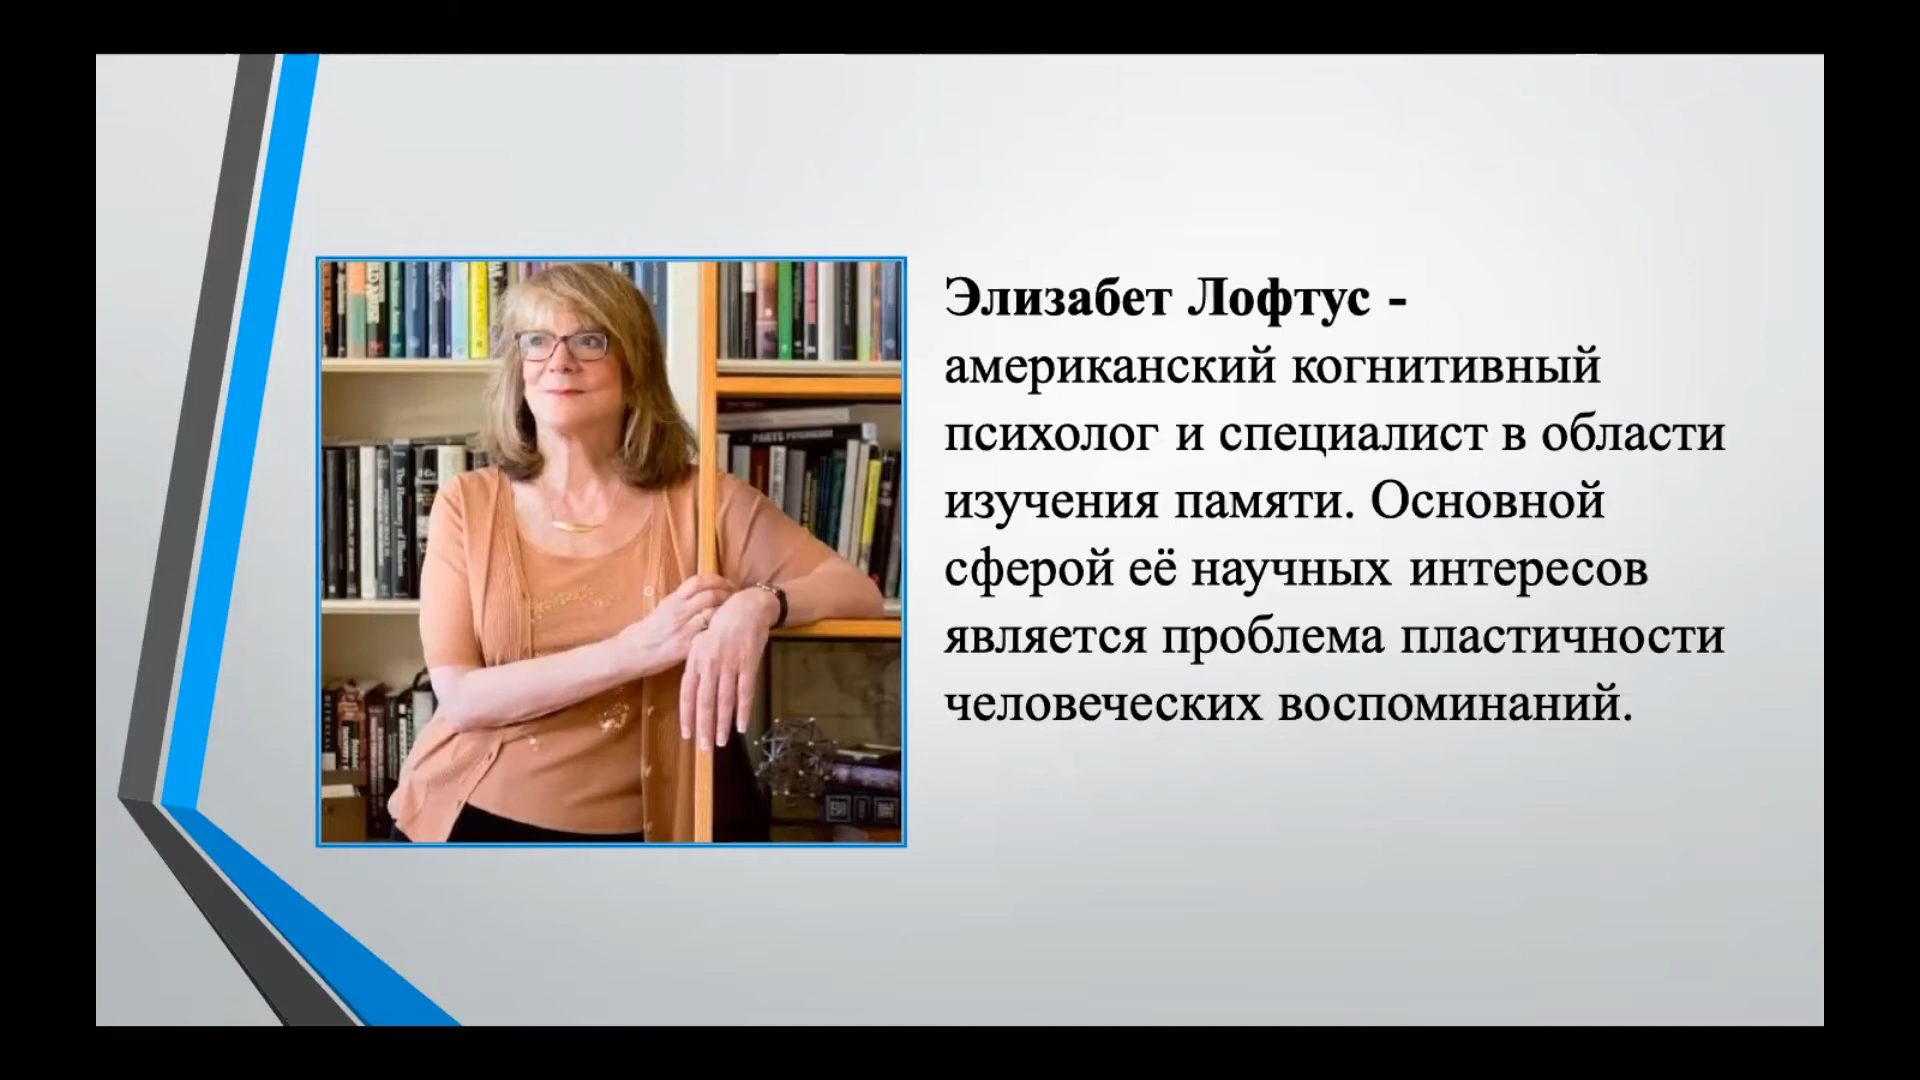 Элизабет Лофтус -
американский когнитивный
психолог и специалист в области
изучения памяти. Основной
сферой её научных интересов
является проблема пластичности
человеческих воспоминаний.